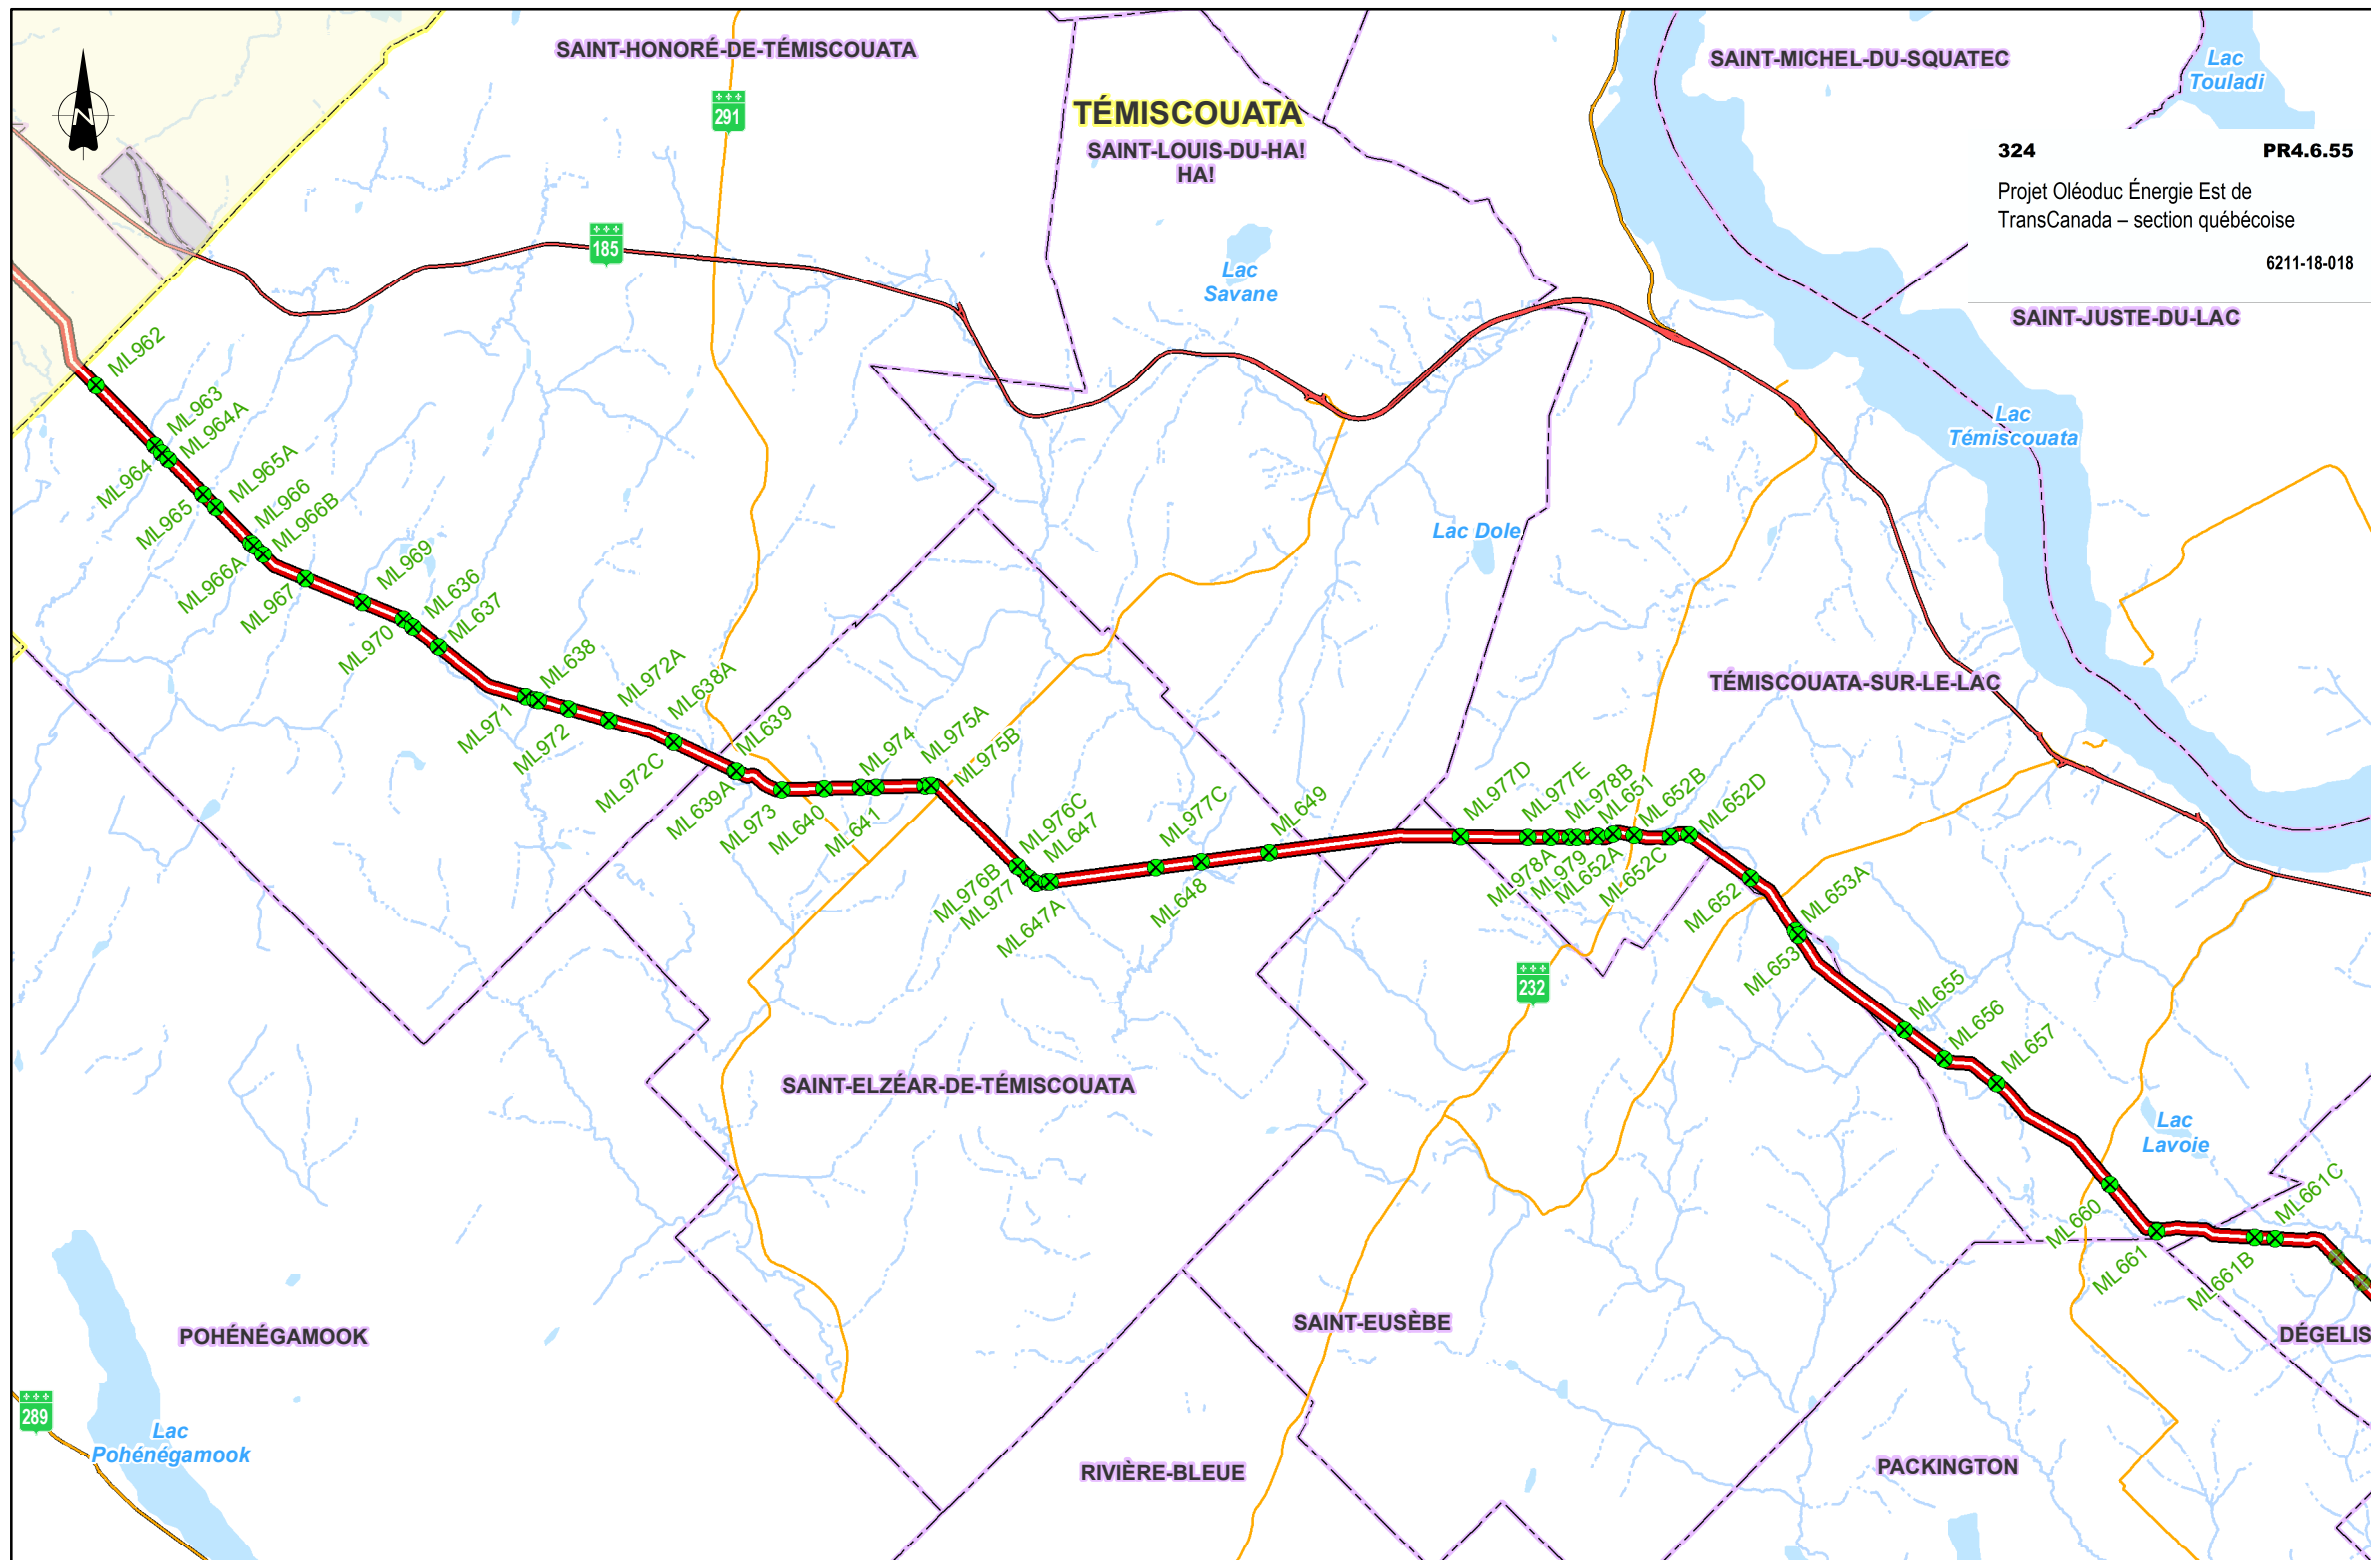 SAINT-HONORÉ-DE-TÉMISCOUATA
SAINT-MICHEL-DU-SQUATEC
Lac
Touladi
N
291
TÉMISCOUATA
SAINT-LOUIS-DU-HA!
HA!
324 PR4.6.55
Projet Oléoduc Énergie Est de
TransCanada – section québécoise
6211-18-018
185
Lac
Savane
SAINT-JUSTE-DU-LAC
ML962
ML963
ML964A
ML964
Lac
Témiscouata
ML965A
ML965
ML966
ML966B
ML966A
Lac Dole
ML967
ML969
ML636
ML637
ML970
ML638
ML971
ML972A
ML972
ML638A
ML972C
TÉMISCOUATA-SUR-LE-LAC
ML639
ML639A
ML973
ML640
ML641
ML974
ML975A
ML975B
ML976C
ML647
ML976B
ML977
ML647A
ML977C
ML648
ML649
ML977D
ML977E
ML978B
ML651
ML652B
ML652D
ML978A
ML979
ML652A
ML652C
ML652
ML653A
ML653
232
ML655
ML656
ML657
SAINT-ELZÉAR-DE-TÉMISCOUATA
Lac
Lavoie
ML660
ML661
ML661C
ML661B
SAINT-EUSÈBE
POHÉNÉGAMOOK
DÉGELIS
289
Lac
Pohénégamook
RIVIÈRE-BLEUE
PACKINGTON